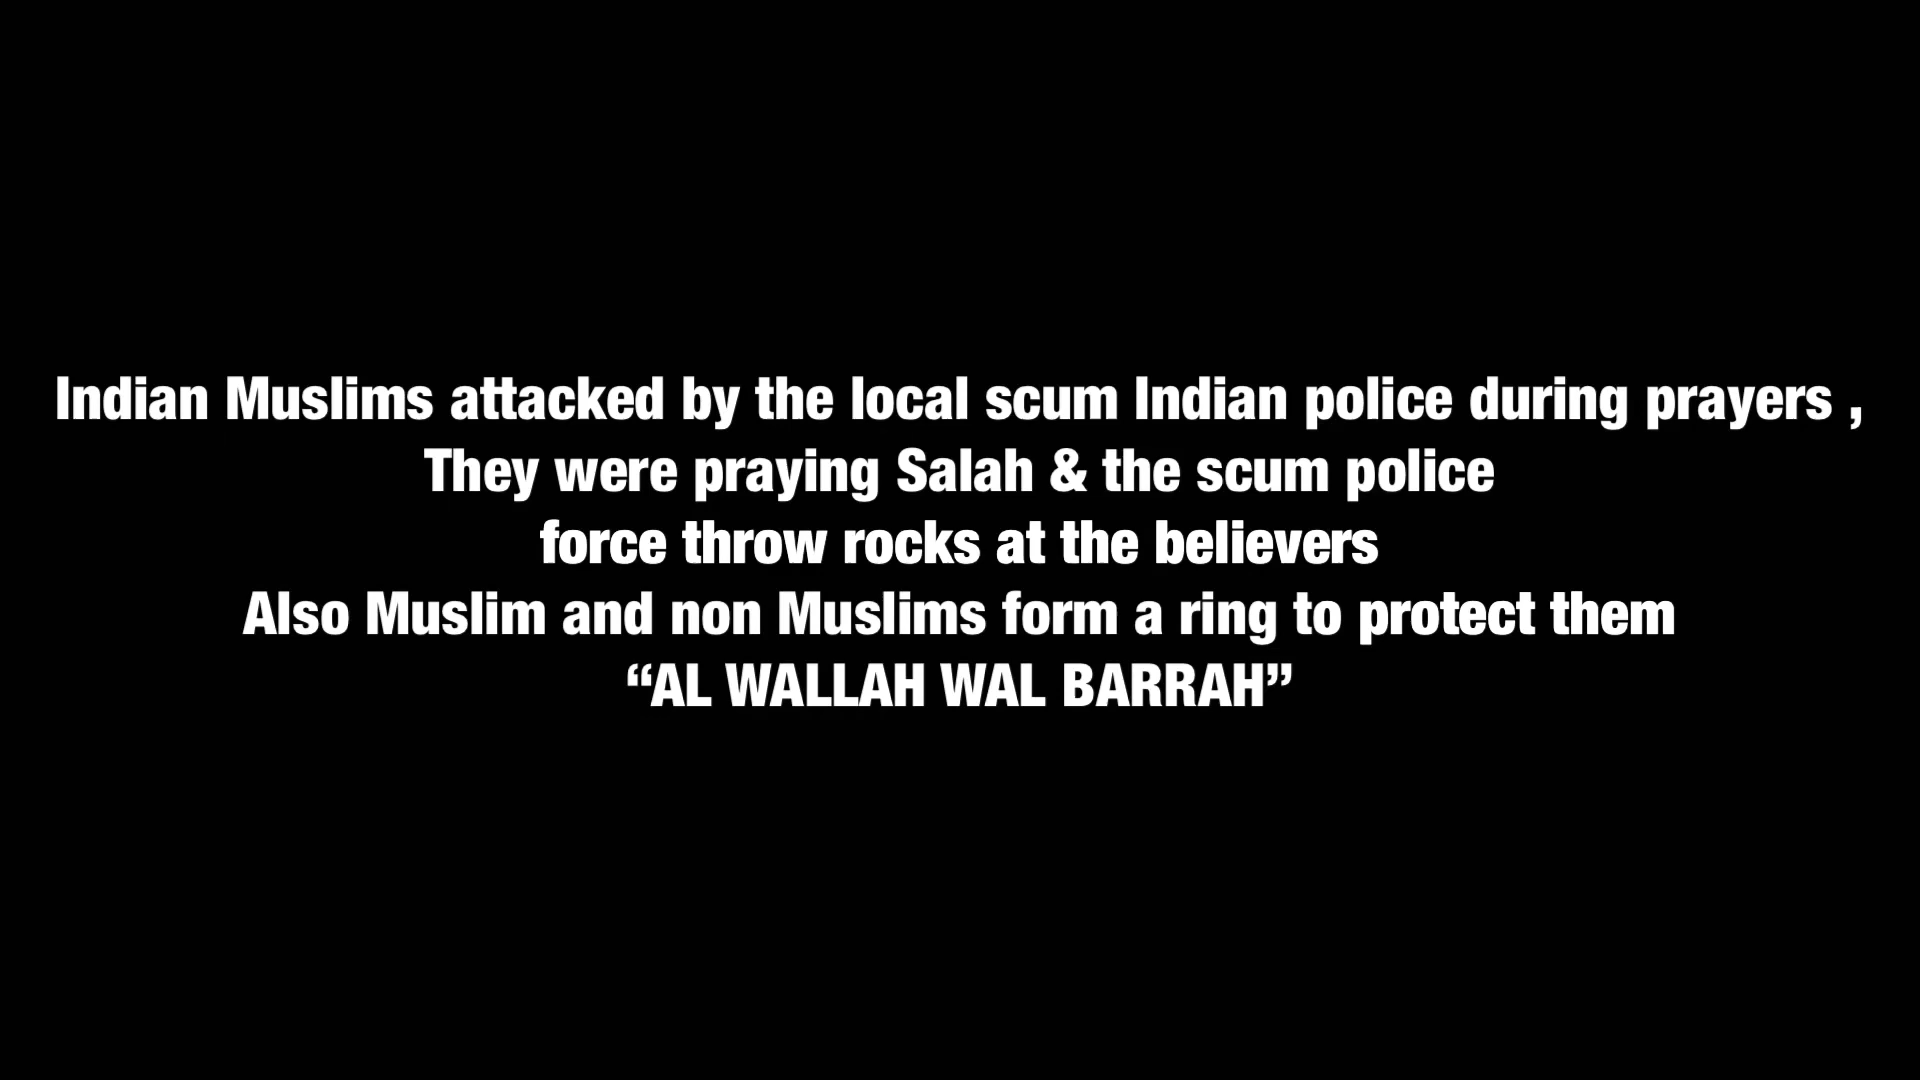 Indian Muslims attacked by the local scum Indian police during prayers ,
They were praying Salah & the scum police
force throw rocks at the believers
Also Muslim and non Muslims form a ring to protect them
“AL WALLAH WAL BARRAH”